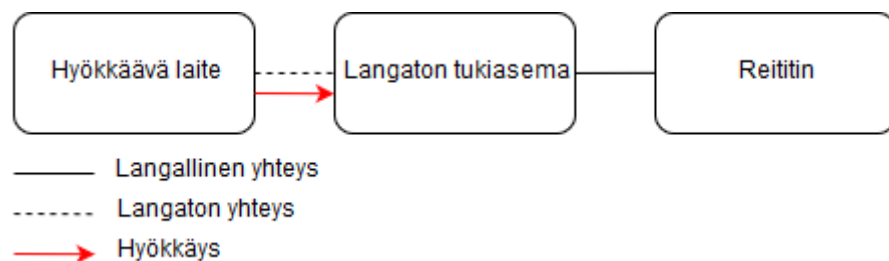 Hyökkäävä laite
Langaton tukiasema
Reititin
Langallinen yhteys
Langaton yhteys
Hyökkäys